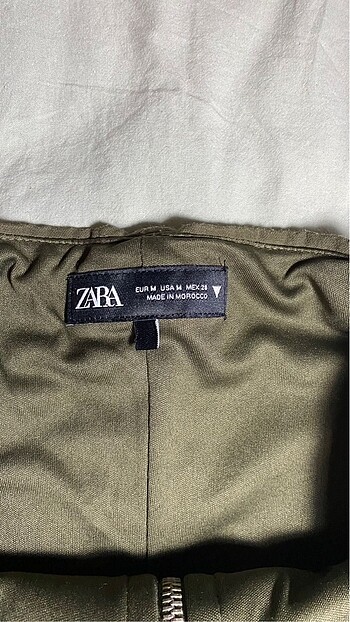 ZARA
EUR M USA M MEX 28
MADE IN MOROCCO